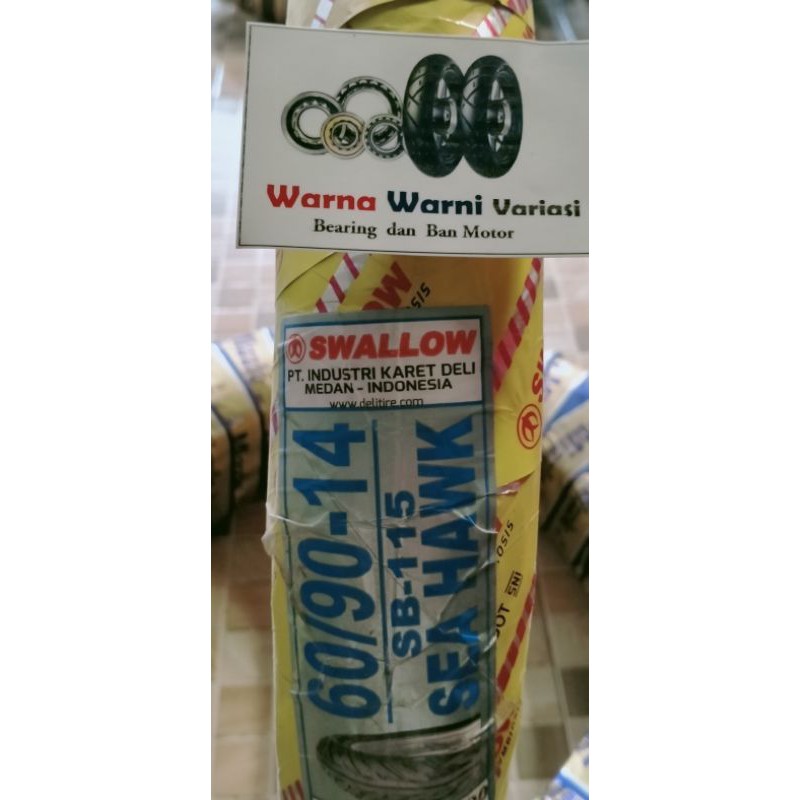 Warna Warni Variasi
Bearing dan Ban Motor
SWALLOW
PT. INDUSTRI KARET DELI
MEDAN - INDONESIA
www.delitire.com
60/90-14
SB-115
SEA HAWK
SNI